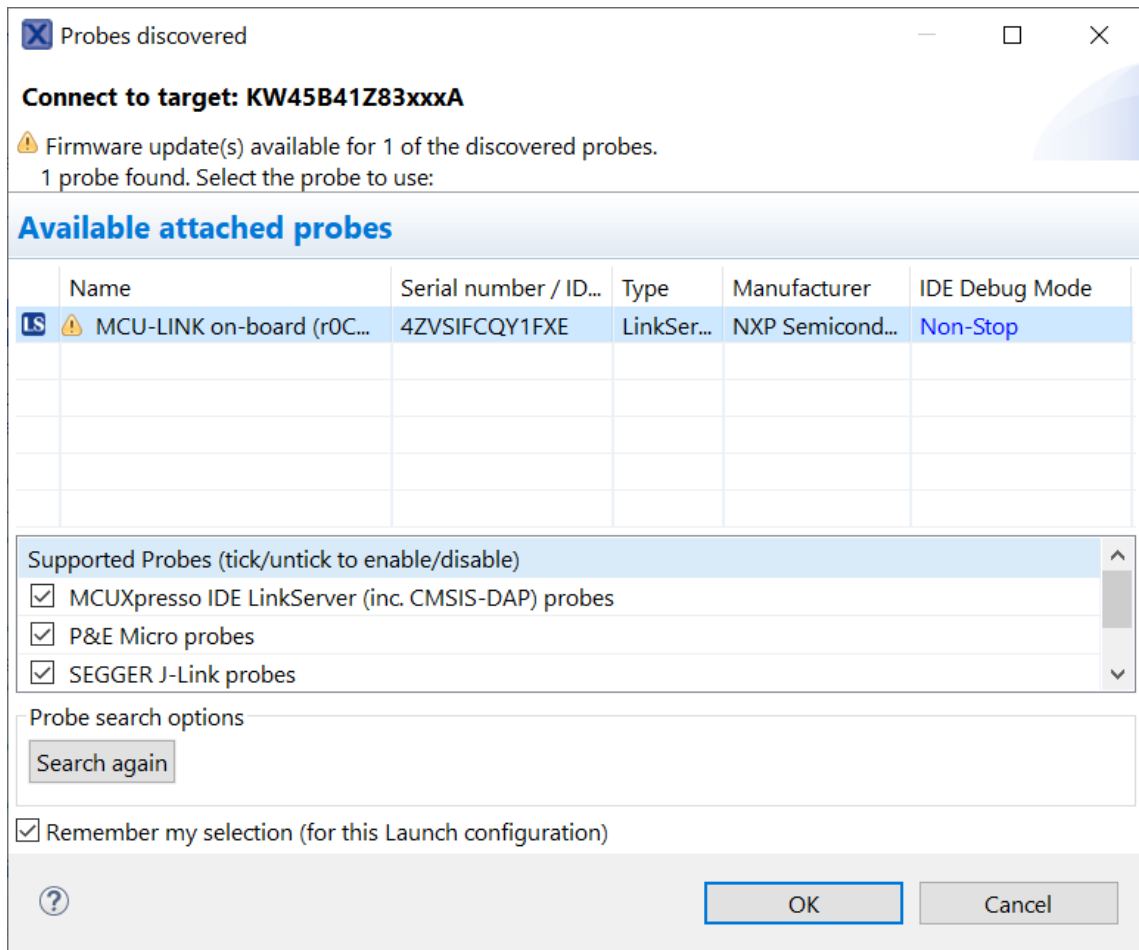 Probes discovered
Connect to target: KW45B41Z83xxxA
Firmware update(s) available for 1 of the discovered probes.
1 probe found. Select the probe to use:
Available attached probes
Name Serial number / ID... Type Manufacturer IDE Debug Mode
LS MCU-LINK on-board (r0C... 4ZVSIFCQY1FXE LinkSer... NXP Semicond... Non-Stop
Supported Probes (tick/untick to enable/disable)
MCUXpresso IDE LinkServer (inc. CMSIS-DAP) probes
P&E Micro probes
SEGGER J-Link probes
Probe search options
Search again
Remember my selection (for this Launch configuration)
? OK Cancel